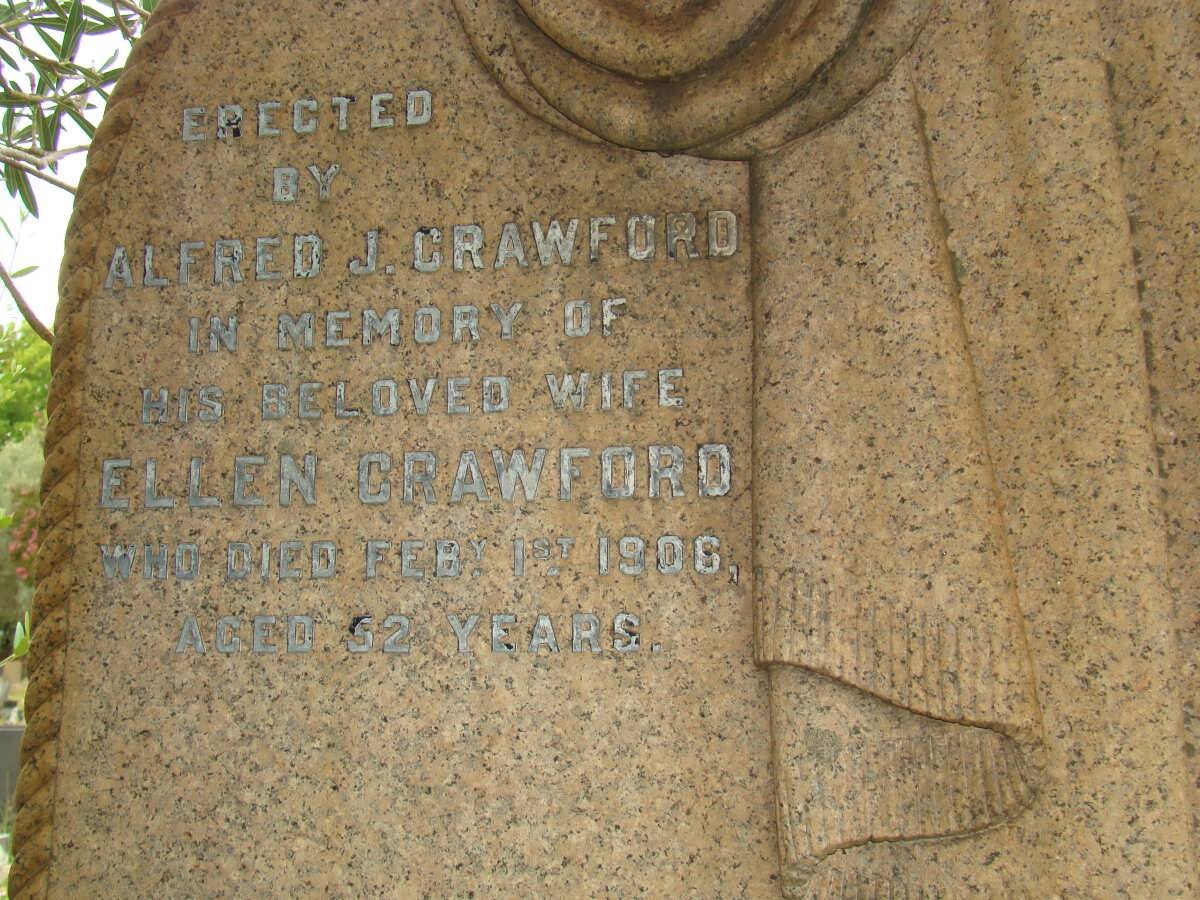 ERECTED
BY
ALFRED J. CRAWFORD
IN MEMORY OF
HIS BELOVED WIFE
ELLEN CRAWFORD
WHO DIED FEBY. 1ST 1906,
AGED 52 YEARS.